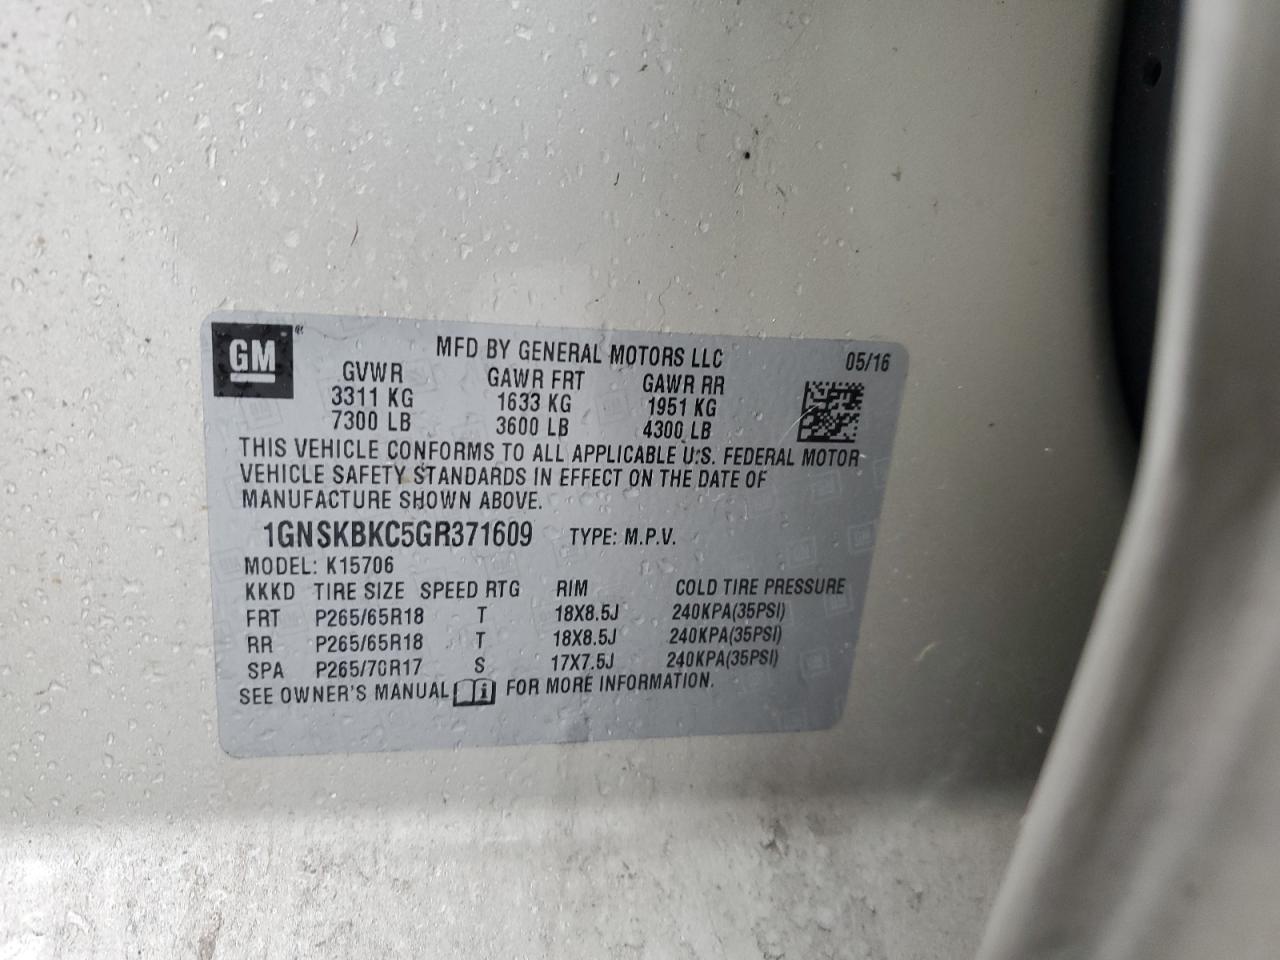 GM ®
MFD BY GENERAL MOTORS LLC 05/16
GVWR GAWR FRT GAWR RR
3311 KG 1633 KG 1951 KG
7300 LB 3600 LB 4300 LB
THIS VEHICLE CONFORMS TO ALL APPLICABLE U.S. FEDERAL MOTOR
VEHICLE SAFETY STANDARDS IN EFFECT ON THE DATE OF
MANUFACTURE SHOWN ABOVE.
1GNSKBKC5GR371609 TYPE: M.P.V.
MODEL: K15706
KKKD TIRE SIZE SPEED RTG RIM COLD TIRE PRESSURE
FRT P265/65R18 T 18X8.5J 240KPA(35PSI)
RR P265/65R18 T 18X8.5J 240KPA(35PSI)
SPA P265/70R17 S 17X7.5J 240KPA(35PSI)
SEE OWNER'S MANUAL i FOR MORE INFORMATION.